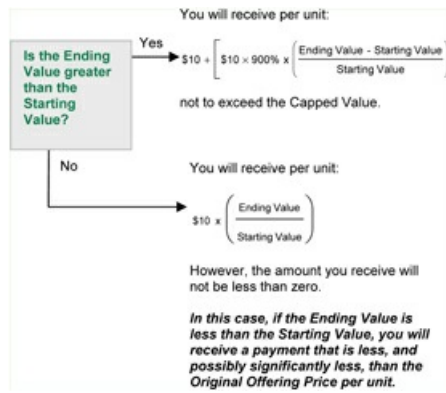 You will receive per unit:
Is the Ending
Value greater
than the
Starting
Value?
Yes
$10 + [ $10 × 900% x ( Ending Value - Starting Value
Starting Value )
not to exceed the Capped Value.
No
You will receive per unit:
$10 x ( Ending Value
Starting Value )
However, the amount you receive will
not be less than zero.
In this case, if the Ending Value is
less than the Starting Value, you will
receive a payment that is less, and
possibly significantly less, than the
Original Offering Price per unit.